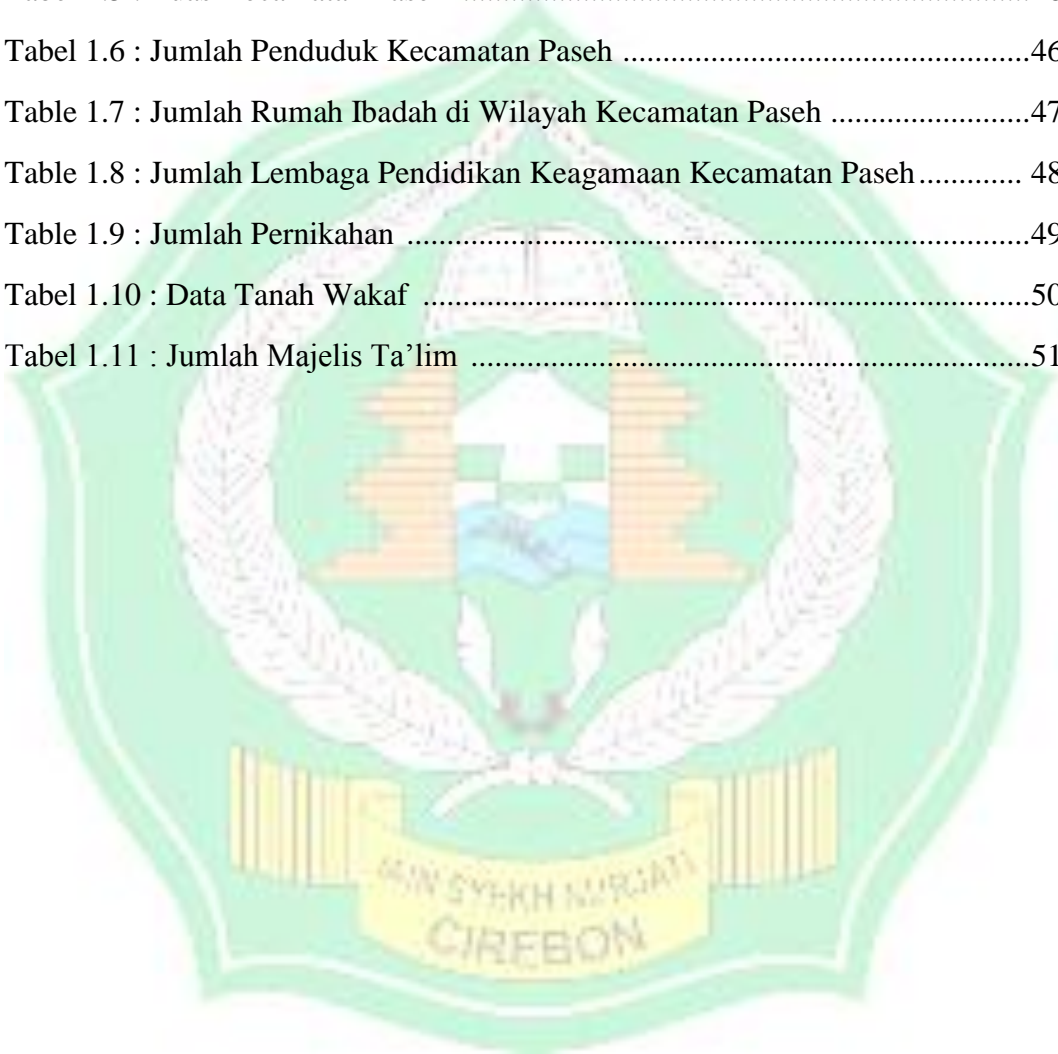 Tabel 1.6 : Jumlah Penduduk Kecamatan Paseh ...................................................46
Table 1.7 : Jumlah Rumah Ibadah di Wilayah Kecamatan Paseh .........................47
Table 1.8 : Jumlah Lembaga Pendidikan Keagamaan Kecamatan Paseh............. 48
Table 1.9 : Jumlah Pernikahan ..............................................................................49
Tabel 1.10 : Data Tanah Wakaf ............................................................................50
Tabel 1.11 : Jumlah Majelis Ta’lim ......................................................................51
IAIN SYEKH NURJATI
CIREBON